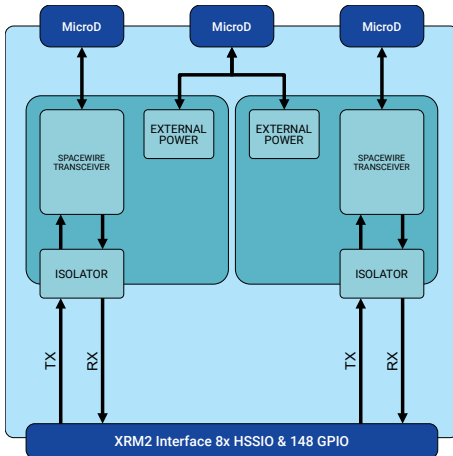 MicroD
MicroD
MicroD
EXTERNAL
POWER
EXTERNAL
POWER
SPACEWIRE
TRANSCEIVER
SPACEWIRE
TRANSCEIVER
ISOLATOR
ISOLATOR
TX
RX
TX
RX
XRM2 Interface 8x HSSIO & 148 GPIO